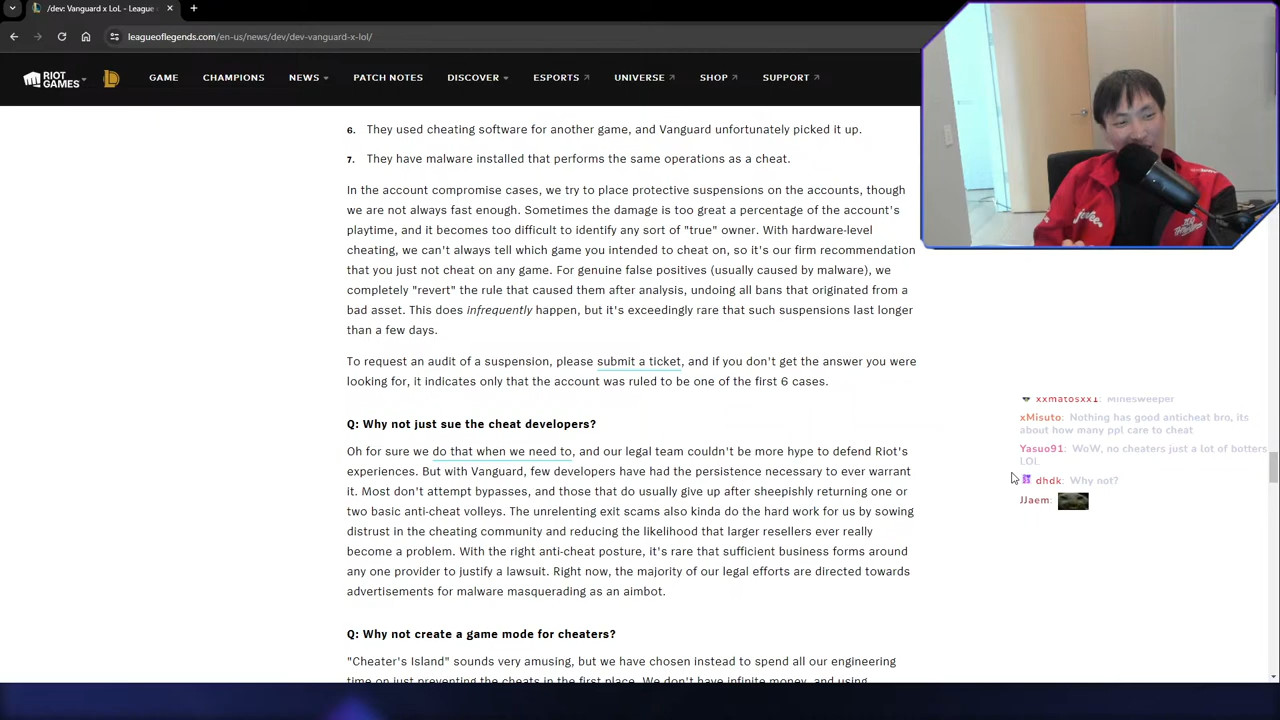 /dev: Vanguard x LoL - League
leagueoflegends.com/en-us/news/dev/dev-vanguard-x-lol/
RIOT GAMES
GAME CHAMPIONS NEWS PATCH NOTES DISCOVER ESPORTS UNIVERSE SHOP SUPPORT
6. They used cheating software for another game, and Vanguard unfortunately picked it up.
7. They have malware installed that performs the same operations as a cheat.
In the account compromise cases, we try to place protective suspensions on the accounts, though
we are not always fast enough. Sometimes the damage is too great a percentage of the account's
playtime, and it becomes too difficult to identify any sort of "true" owner. With hardware-level
cheating, we can't always tell which game you intended to cheat on, so it's our firm recommendation
that you just not cheat on any game. For genuine false positives (usually caused by malware), we
completely "revert" the rule that caused them after analysis, undoing all bans that originated from a
bad asset. This does infrequently happen, but it's exceedingly rare that such suspensions last longer
than a few days.
To request an audit of a suspension, please submit a ticket, and if you don't get the answer you were
looking for, it indicates only that the account was ruled to be one of the first 6 cases.
Q: Why not just sue the cheat developers?
Oh for sure we do that when we need to, and our legal team couldn't be more hype to defend Riot's
experiences. But with Vanguard, few developers have had the persistence necessary to ever warrant
it. Most don't attempt bypasses, and those that do usually give up after sheepishly returning one or
two basic anti-cheat volleys. The unrelenting exit scams also kinda do the hard work for us by sowing
distrust in the cheating community and reducing the likelihood that larger resellers ever really
become a problem. With the right anti-cheat posture, it's rare that sufficient business forms around
any one provider to justify a lawsuit. Right now, the majority of our legal efforts are directed towards
advertisements for malware masquerading as an aimbot.
Q: Why not create a game mode for cheaters?
"Cheater's Island" sounds very amusing, but we have chosen instead to spend all our engineering
time on just preventing the cheats in the first place. We don't have infinite money, and using
xxmatosxx1: Minesweeper
xMisuto: Nothing has good anticheat bro, its
about how many ppl care to cheat
Yasuo91: WoW, no cheaters just a lot of botters
LOL
dhdk: Why not?
JJaem: